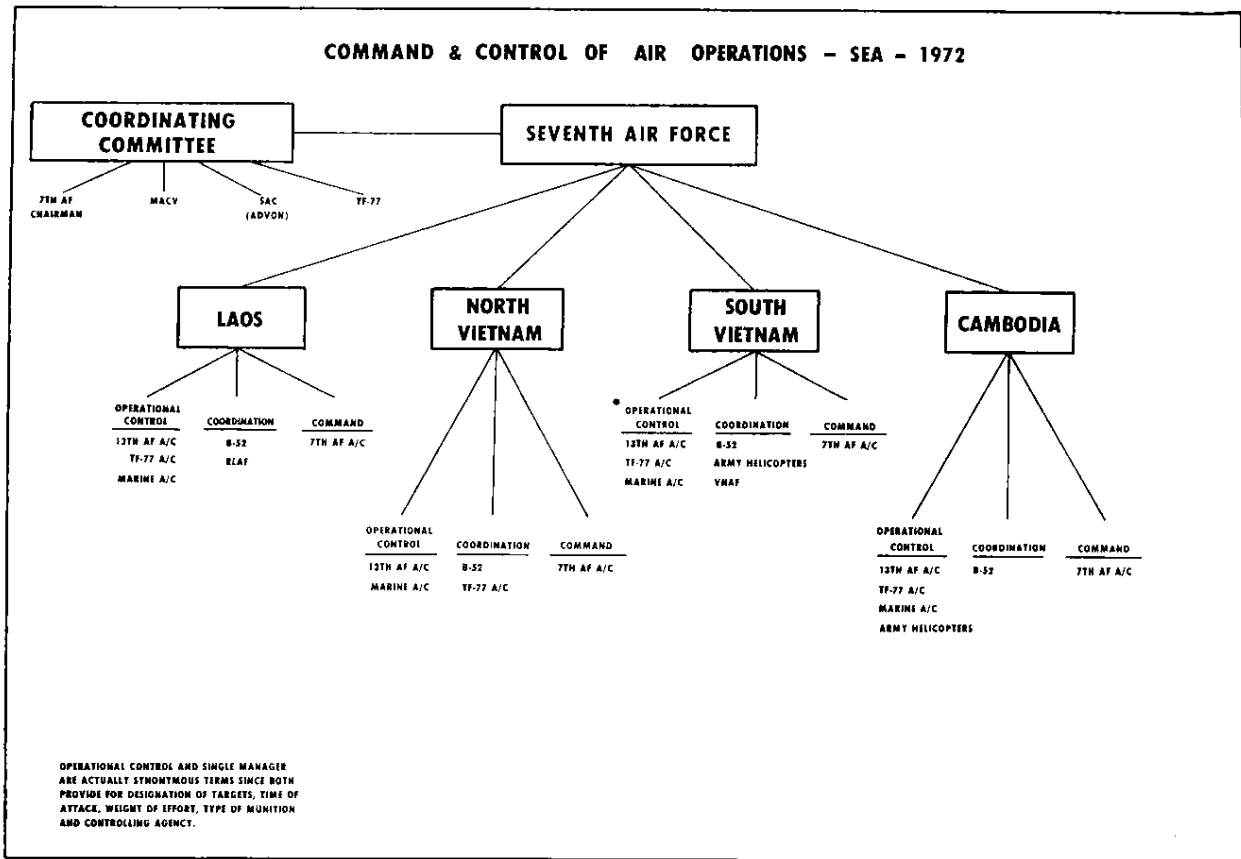 COMMAND & CONTROL OF AIR OPERATIONS – SEA – 1972
COORDINATING
COMMITTEE
SEVENTH AIR FORCE
7TH AF
CHAIRMAN
MACV
SAC
(ADVON)
TF-77
LAOS
NORTH
VIETNAM
SOUTH
VIETNAM
CAMBODIA
OPERATIONAL
CONTROL
13TH AF A/C
TF-77 A/C
MARINE A/C
COORDINATION
B-52
RLAF
COMMAND
7TH AF A/C
OPERATIONAL
CONTROL
13TH AF A/C
MARINE A/C
COORDINATION
B-52
TF-77 A/C
COMMAND
7TH AF A/C
* OPERATIONAL
CONTROL
13TH AF A/C
TF-77 A/C
MARINE A/C
COORDINATION
B-52
ARMY HELICOPTERS
VNAF
COMMAND
7TH AF A/C
OPERATIONAL
CONTROL
13TH AF A/C
TF-77 A/C
MARINE A/C
ARMY HELICOPTERS
COORDINATION
B-52
COMMAND
7TH AF A/C
OPERATIONAL CONTROL AND SINGLE MANAGER
ARE ACTUALLY SYNONYMOUS TERMS SINCE BOTH
PROVIDE FOR DESIGNATION OF TARGETS, TIME OF
ATTACK, WEIGHT OF EFFORT, TYPE OF MUNITION
AND CONTROLLING AGENCY.